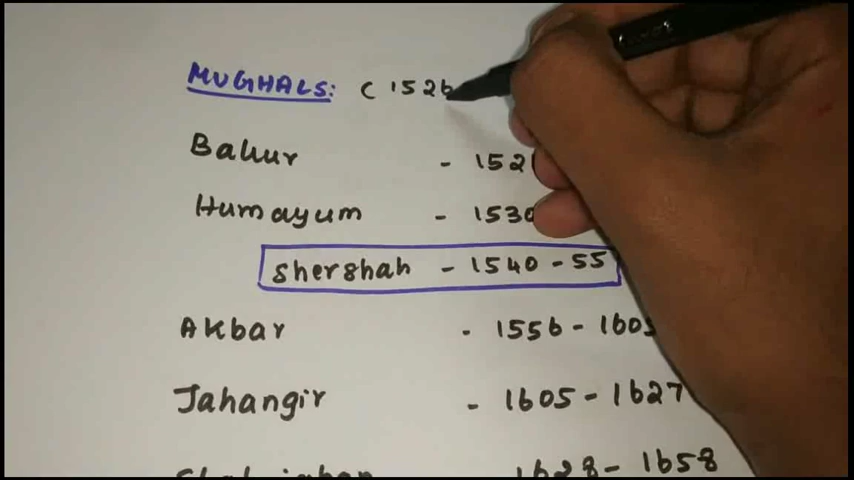 MUGHALS: ( 1526
Babur - 152
Humayum - 1530
Shershah - 1540 - 55
Akbar - 1556 - 1605
Jahangir - 1605 - 1627
1628 - 1658